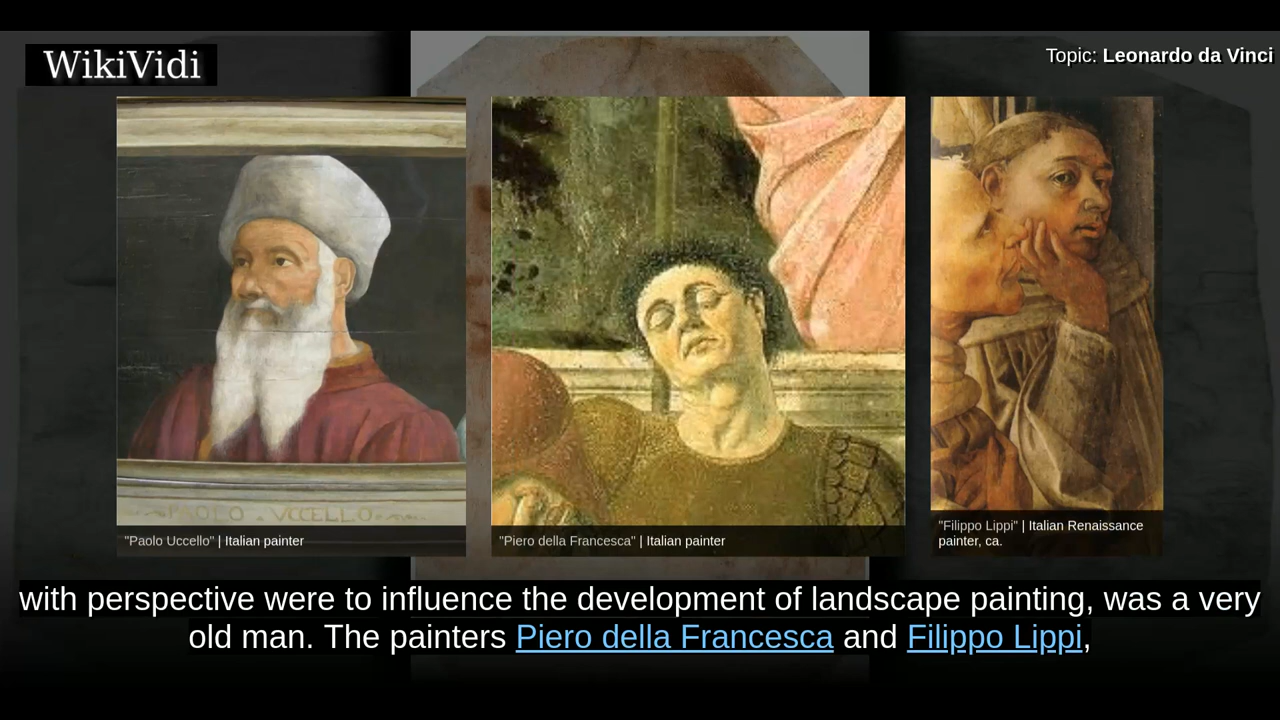 WikiVidi
Topic: Leonardo da Vinci
PAOLO . VCCELLO
"Paolo Uccello" | Italian painter
"Piero della Francesca" | Italian painter
"Filippo Lippi" | Italian Renaissance
painter, ca.
with perspective were to influence the development of landscape painting, was a very
old man. The painters Piero della Francesca and Filippo Lippi,